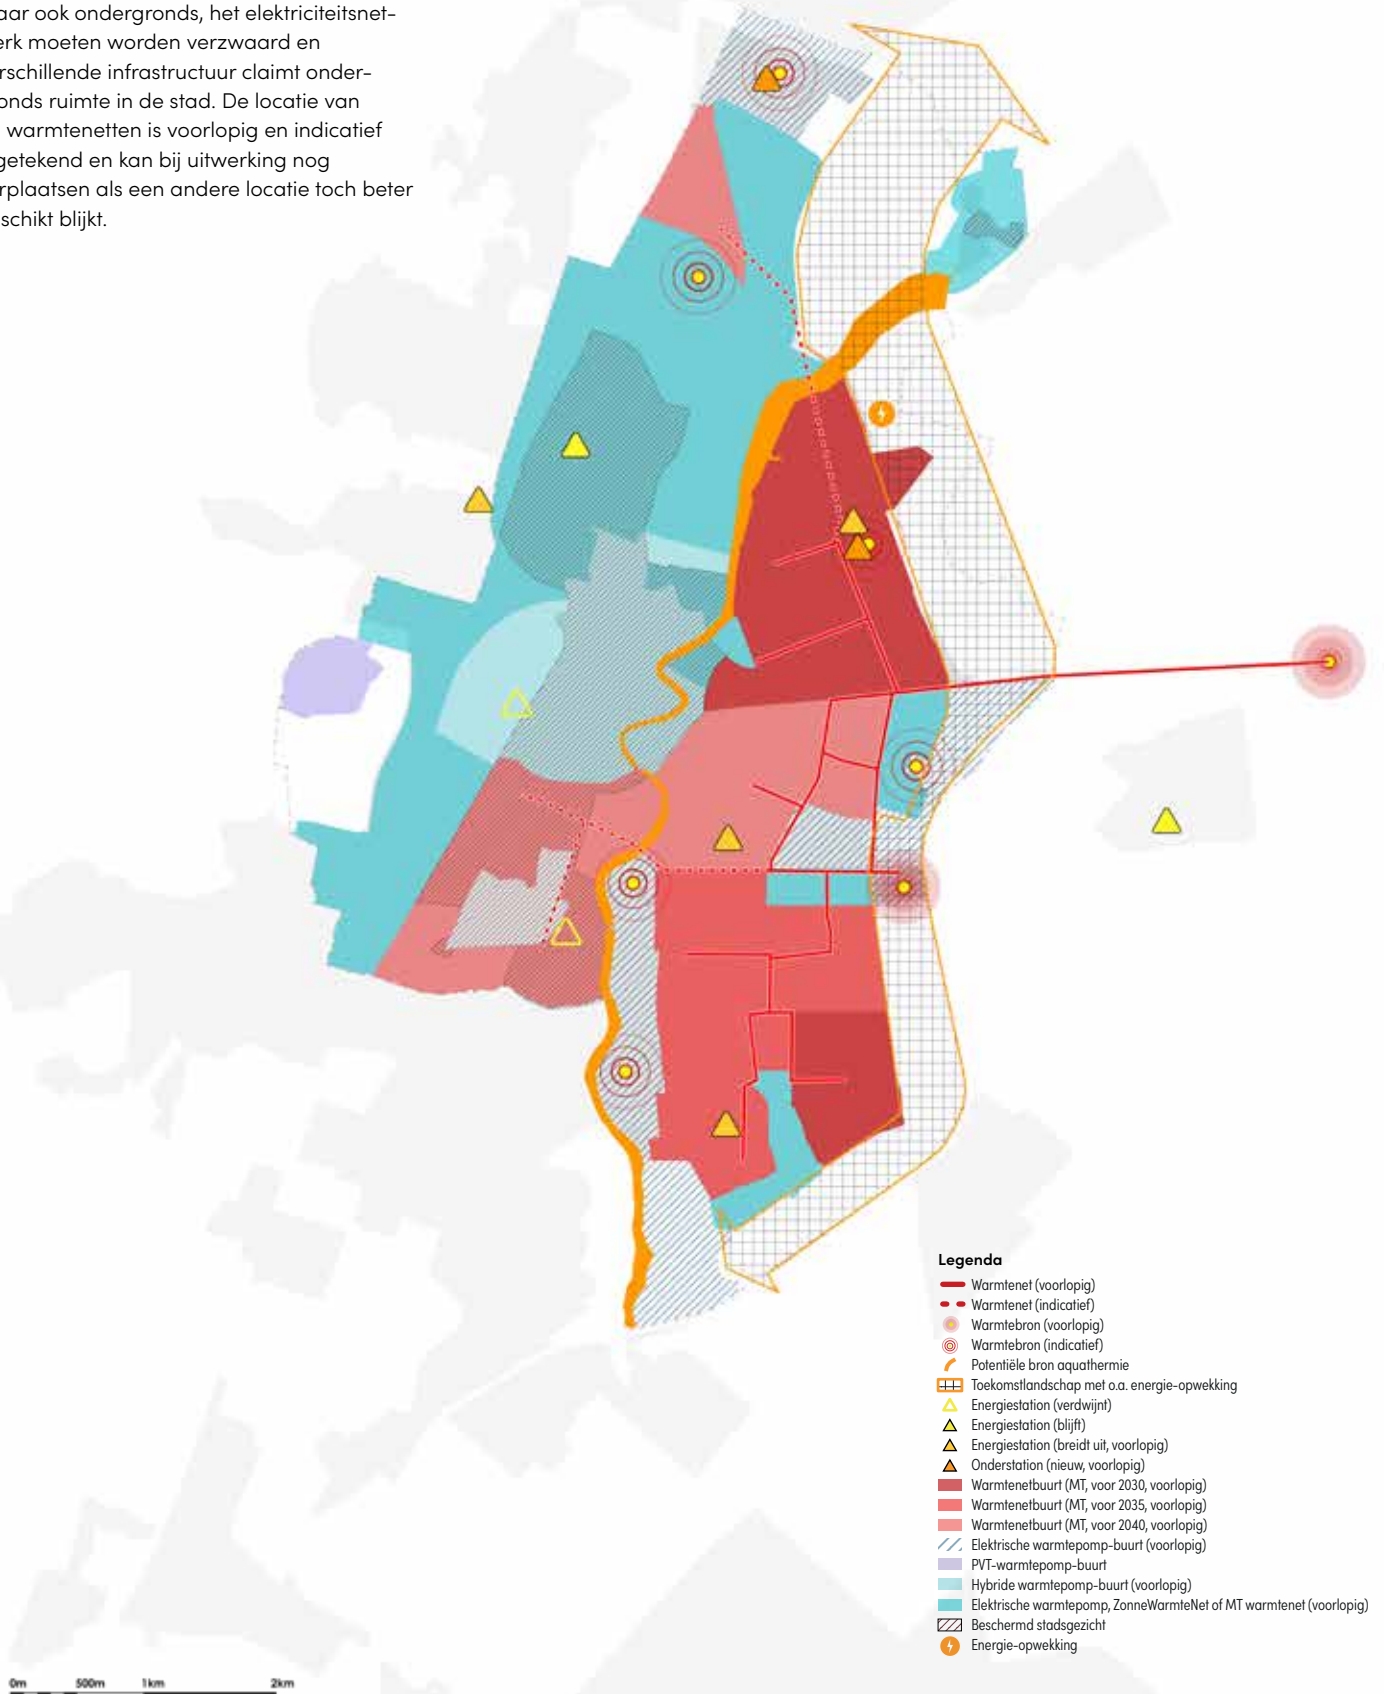 aar ook ondergronds, het elektriciteitsnet-
erk moeten worden verzwaard en
rschillende infrastructuur claimt onder-
onds ruimte in de stad. De locatie van
warmtenetten is voorlopig en indicatief
getekend en kan bij uitwerking nog
rplaatsen als een andere locatie toch beter
schikt blijkt.
Legenda
Warmtenet (voorlopig)
Warmtenet (indicatief)
Warmtebron (voorlopig)
Warmtebron (indicatief)
Potentiële bron aquathermie
Toekomstlandschap met o.a. energie-opwekking
Energiestation (verdwijnt)
Energiestation (blijft)
Energiestation (breidt uit, voorlopig)
Onderstation (nieuw, voorlopig)
Warmtenetbuurt (MT, voor 2030, voorlopig)
Warmtenetbuurt (MT, voor 2035, voorlopig)
Warmtenetbuurt (MT, voor 2040, voorlopig)
Elektrische warmtepomp-buurt (voorlopig)
PVT-warmtepomp-buurt
Hybride warmtepomp-buurt (voorlopig)
Elektrische warmtepomp, ZonneWarmteNet of MT warmtenet (voorlopig)
Beschermd stadsgezicht
Energie-opwekking
0m 500m 1km 2km